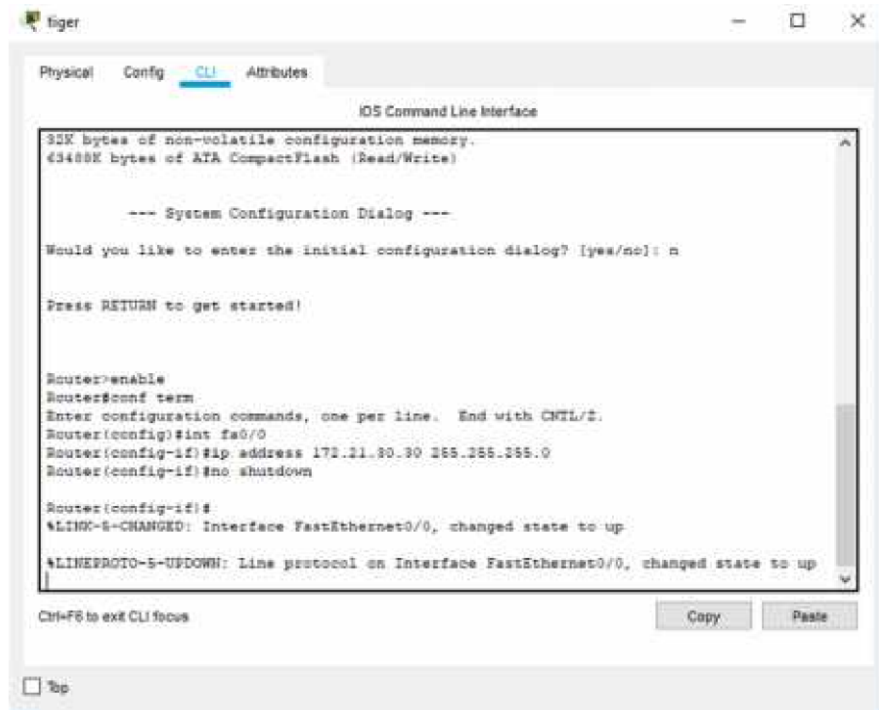 tiger
Physical Config CLI Attributes
IOS Command Line Interface
32K bytes of non-volatile configuration memory.
63488K bytes of ATA CompactFlash (Read/Write)
--- System Configuration Dialog ---
Would you like to enter the initial configuration dialog? [yes/no]: n
Press RETURN to get started!
Router>enable
Router#conf term
Enter configuration commands, one per line.  End with CNTL/Z.
Router(config)#int fa0/0
Router(config-if)#ip address 172.21.30.30 255.255.255.0
Router(config-if)#no shutdown
Router(config-if)#
%LINK-5-CHANGED: Interface FastEthernet0/0, changed state to up
%LINEPROTO-5-UPDOWN: Line protocol on Interface FastEthernet0/0, changed state to up
Ctrl+F6 to exit CLI focus
Copy Paste
Top